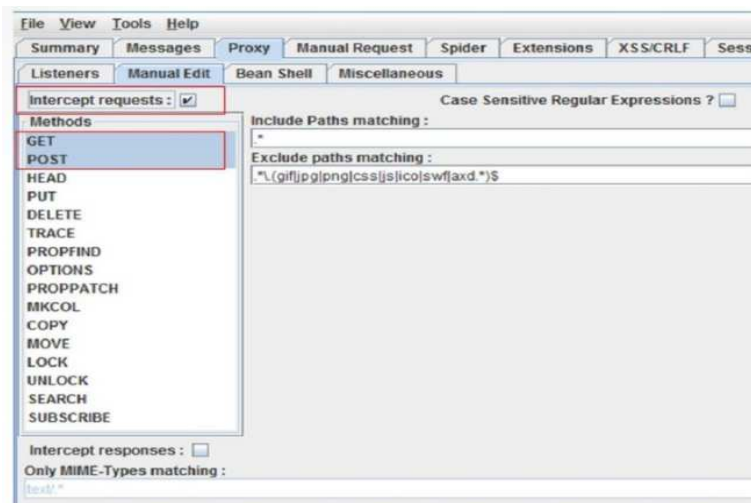 File View Tools Help
Summary Messages Proxy Manual Request Spider Extensions XSS/CRLF Sess
Listeners Manual Edit Bean Shell Miscellaneous
Intercept requests : Case Sensitive Regular Expressions ?
Methods
GET
POST
HEAD
PUT
DELETE
TRACE
PROPFIND
OPTIONS
PROPPATCH
MKCOL
COPY
MOVE
LOCK
UNLOCK
SEARCH
SUBSCRIBE
Include Paths matching :
.*
Exclude paths matching :
.*\.(gif|jpg|png|css|js|ico|swf|axd.*)$
Intercept responses :
Only MIME-Types matching :
text/.*